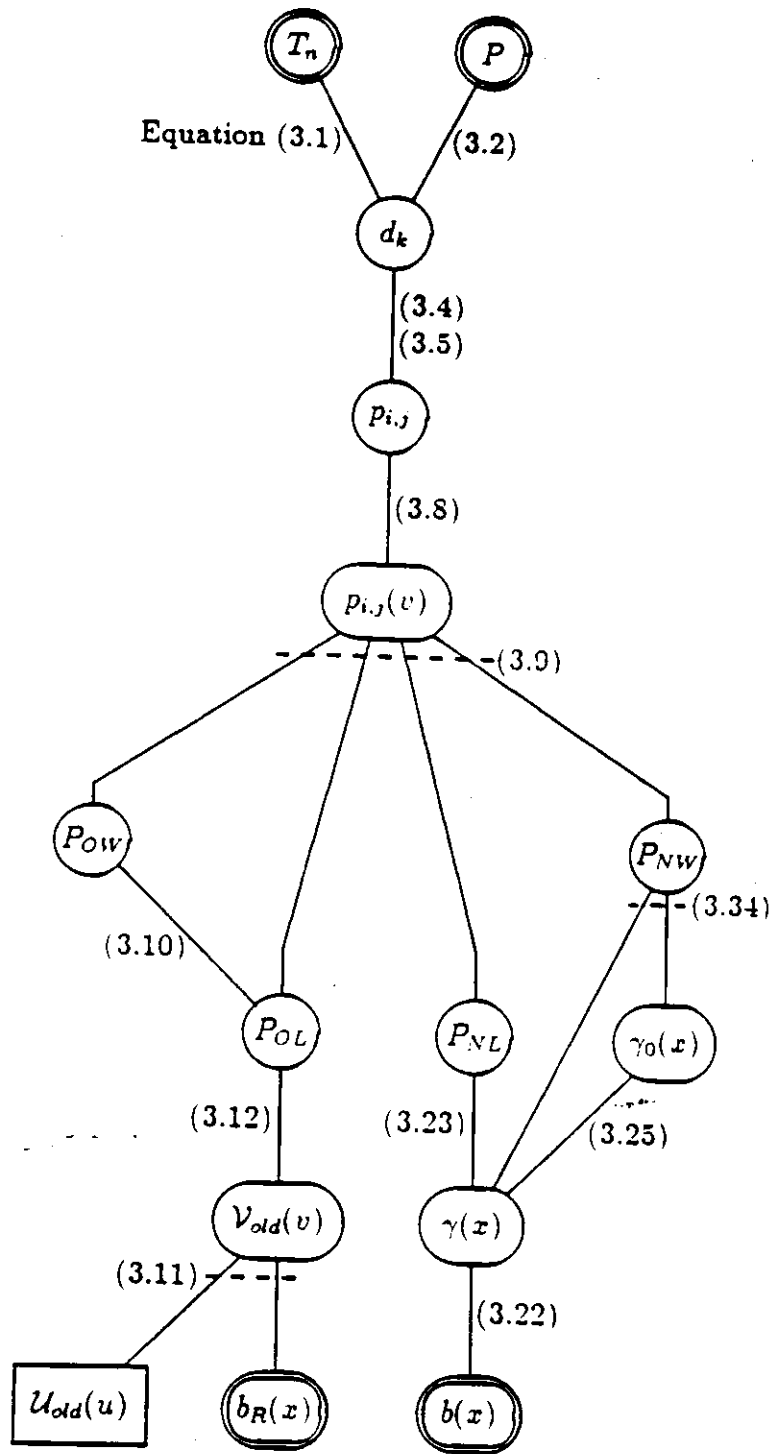 T_n P
Equation (3.1) (3.2)
d_k
(3.4)
(3.5)
p_{i,j}
(3.8)
p_{i,j}(v)
(3.9)
P_{OW} P_{NW}
(3.34)
(3.10)
P_{OL} P_{NL} γ_0(x)
(3.12) (3.23) (3.25)
V_{old}(v) γ(x)
(3.11)
(3.22)
U_{old}(u) b_R(x) b(x)